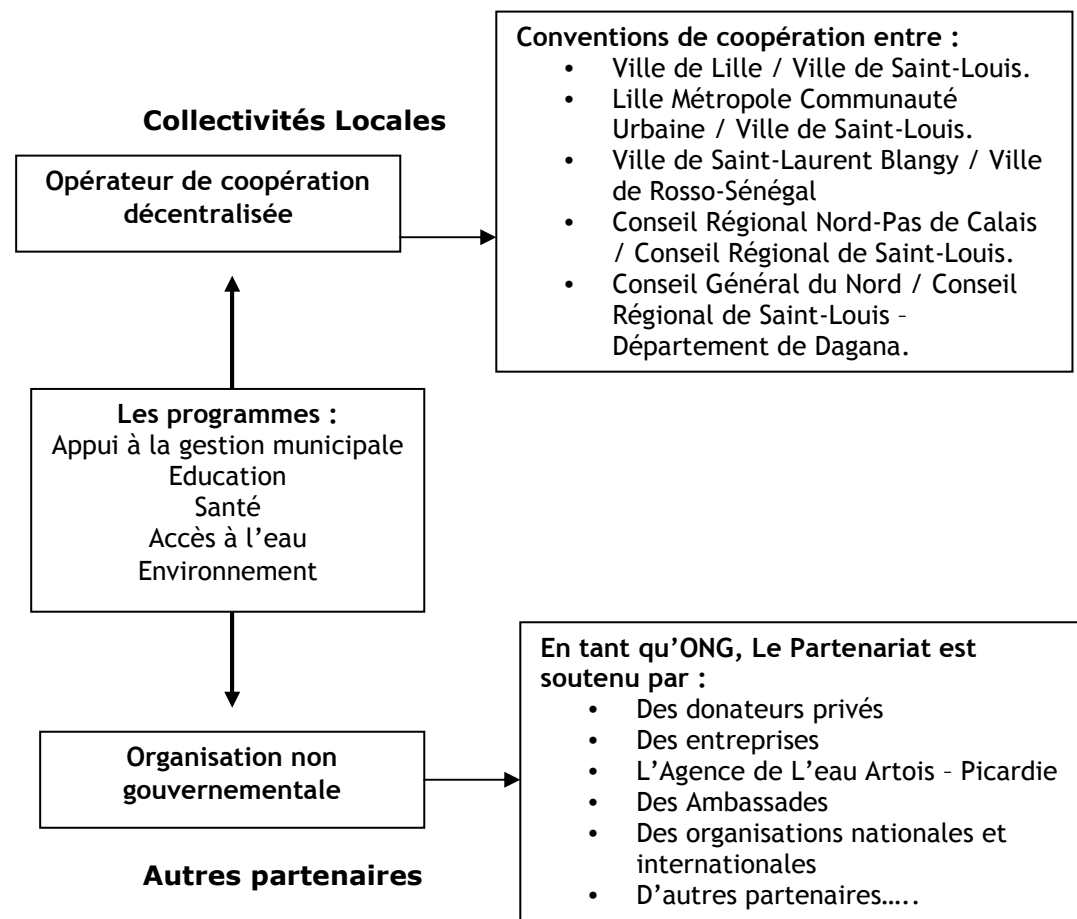 Collectivités Locales
Opérateur de coopération
décentralisée
Conventions de coopération entre :
• Ville de Lille / Ville de Saint-Louis.
• Lille Métropole Communauté
Urbaine / Ville de Saint-Louis.
• Ville de Saint-Laurent Blangy / Ville
de Rosso-Sénégal
• Conseil Régional Nord-Pas de Calais
/ Conseil Régional de Saint-Louis.
• Conseil Général du Nord / Conseil
Régional de Saint-Louis –
Département de Dagana.
Les programmes :
Appui à la gestion municipale
Education
Santé
Accès à l’eau
Environnement
Organisation non
gouvernementale
Autres partenaires
En tant qu’ONG, Le Partenariat est
soutenu par :
• Des donateurs privés
• Des entreprises
• L’Agence de L’eau Artois – Picardie
• Des Ambassades
• Des organisations nationales et
internationales
• D’autres partenaires…..